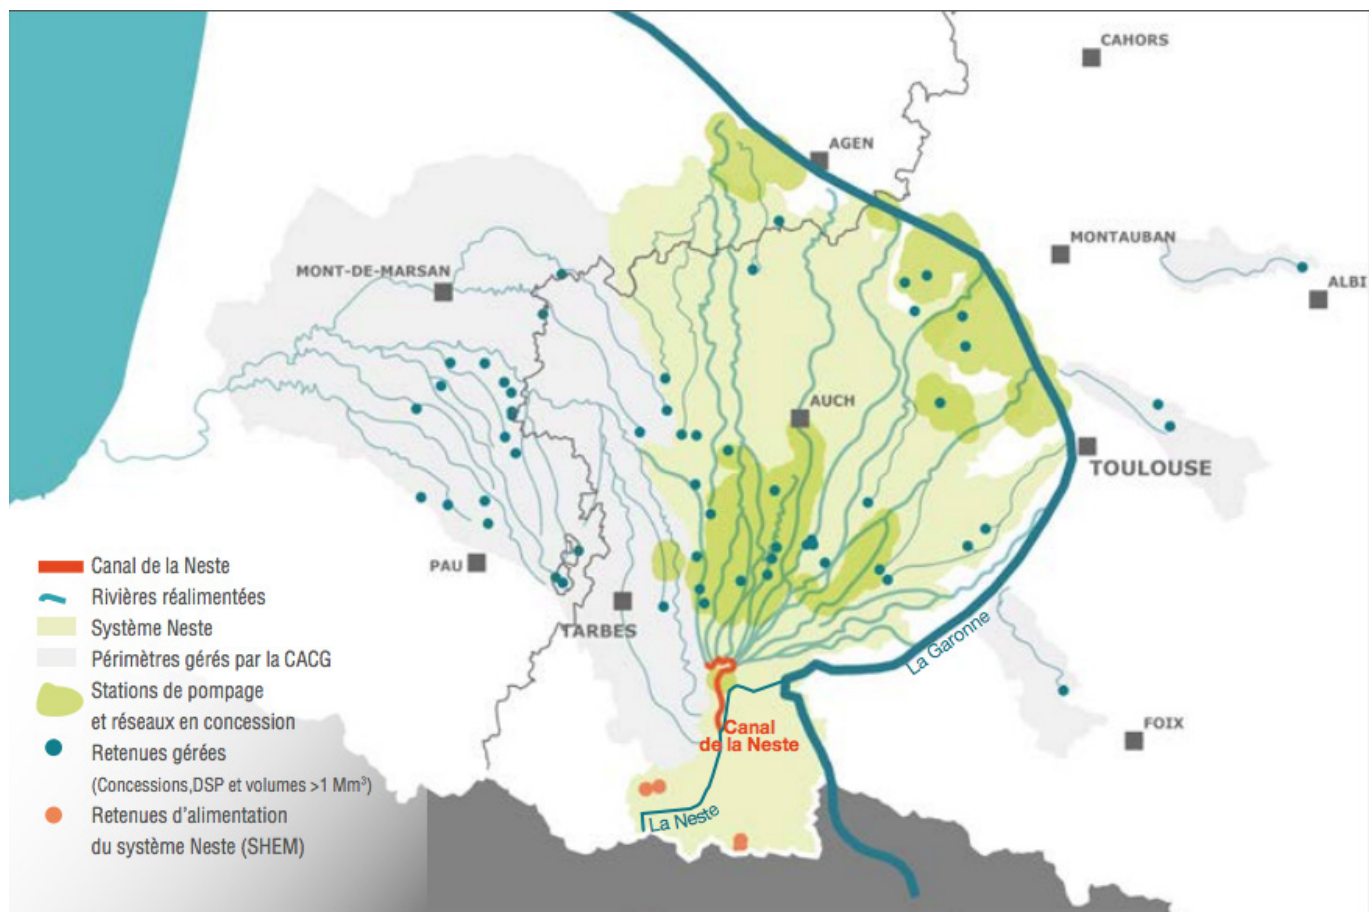 CAHORS
AGEN
MONTAUBAN
MONT-DE-MARSAN
ALBI
AUCH
TOULOUSE
PAU
TARBES
La Garonne
FOIX
Canal
de la Neste
La Neste
Canal de la Neste
Rivières réalimentées
Système Neste
Périmètres gérés par la CACG
Stations de pompage
et réseaux en concession
Retenues gérées
(Concessions,DSP et volumes >1 Mm³)
Retenues d'alimentation
du système Neste (SHEM)